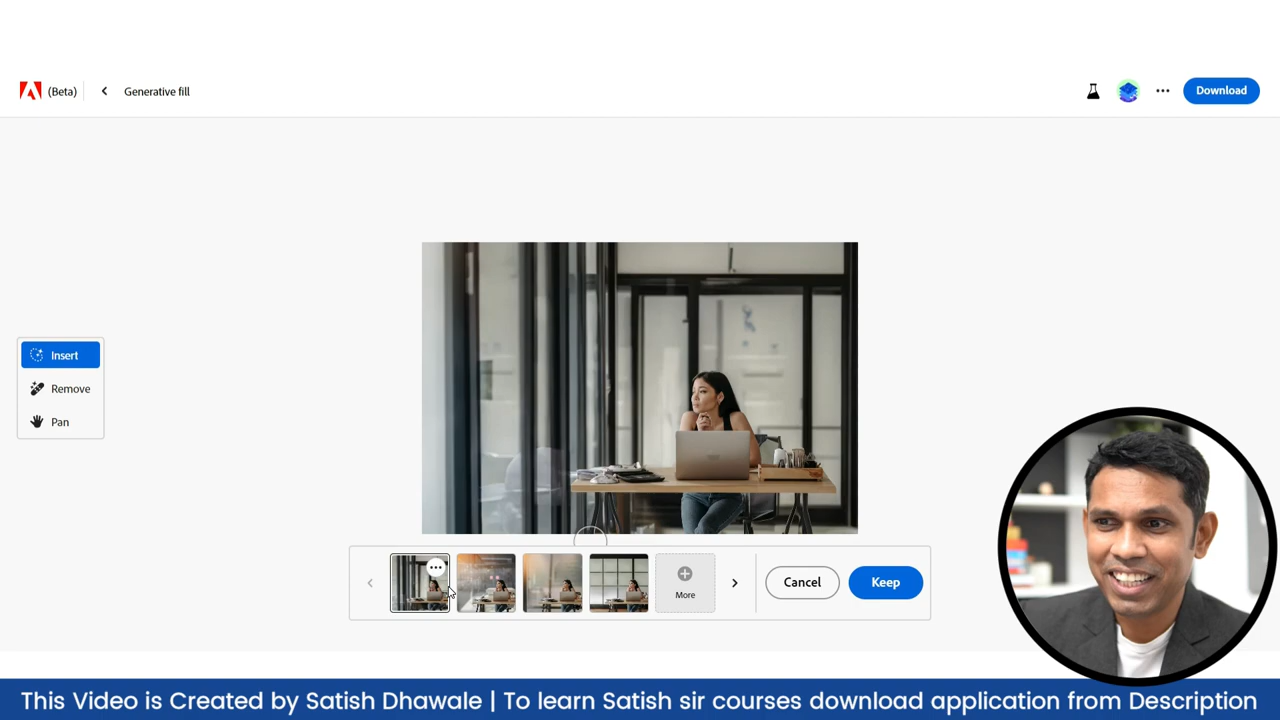 (Beta)
Generative fill
Download
Insert
Remove
Pan
More
Cancel
Keep
This Video is Created by Satish Dhawale | To learn Satish sir courses download application from Description